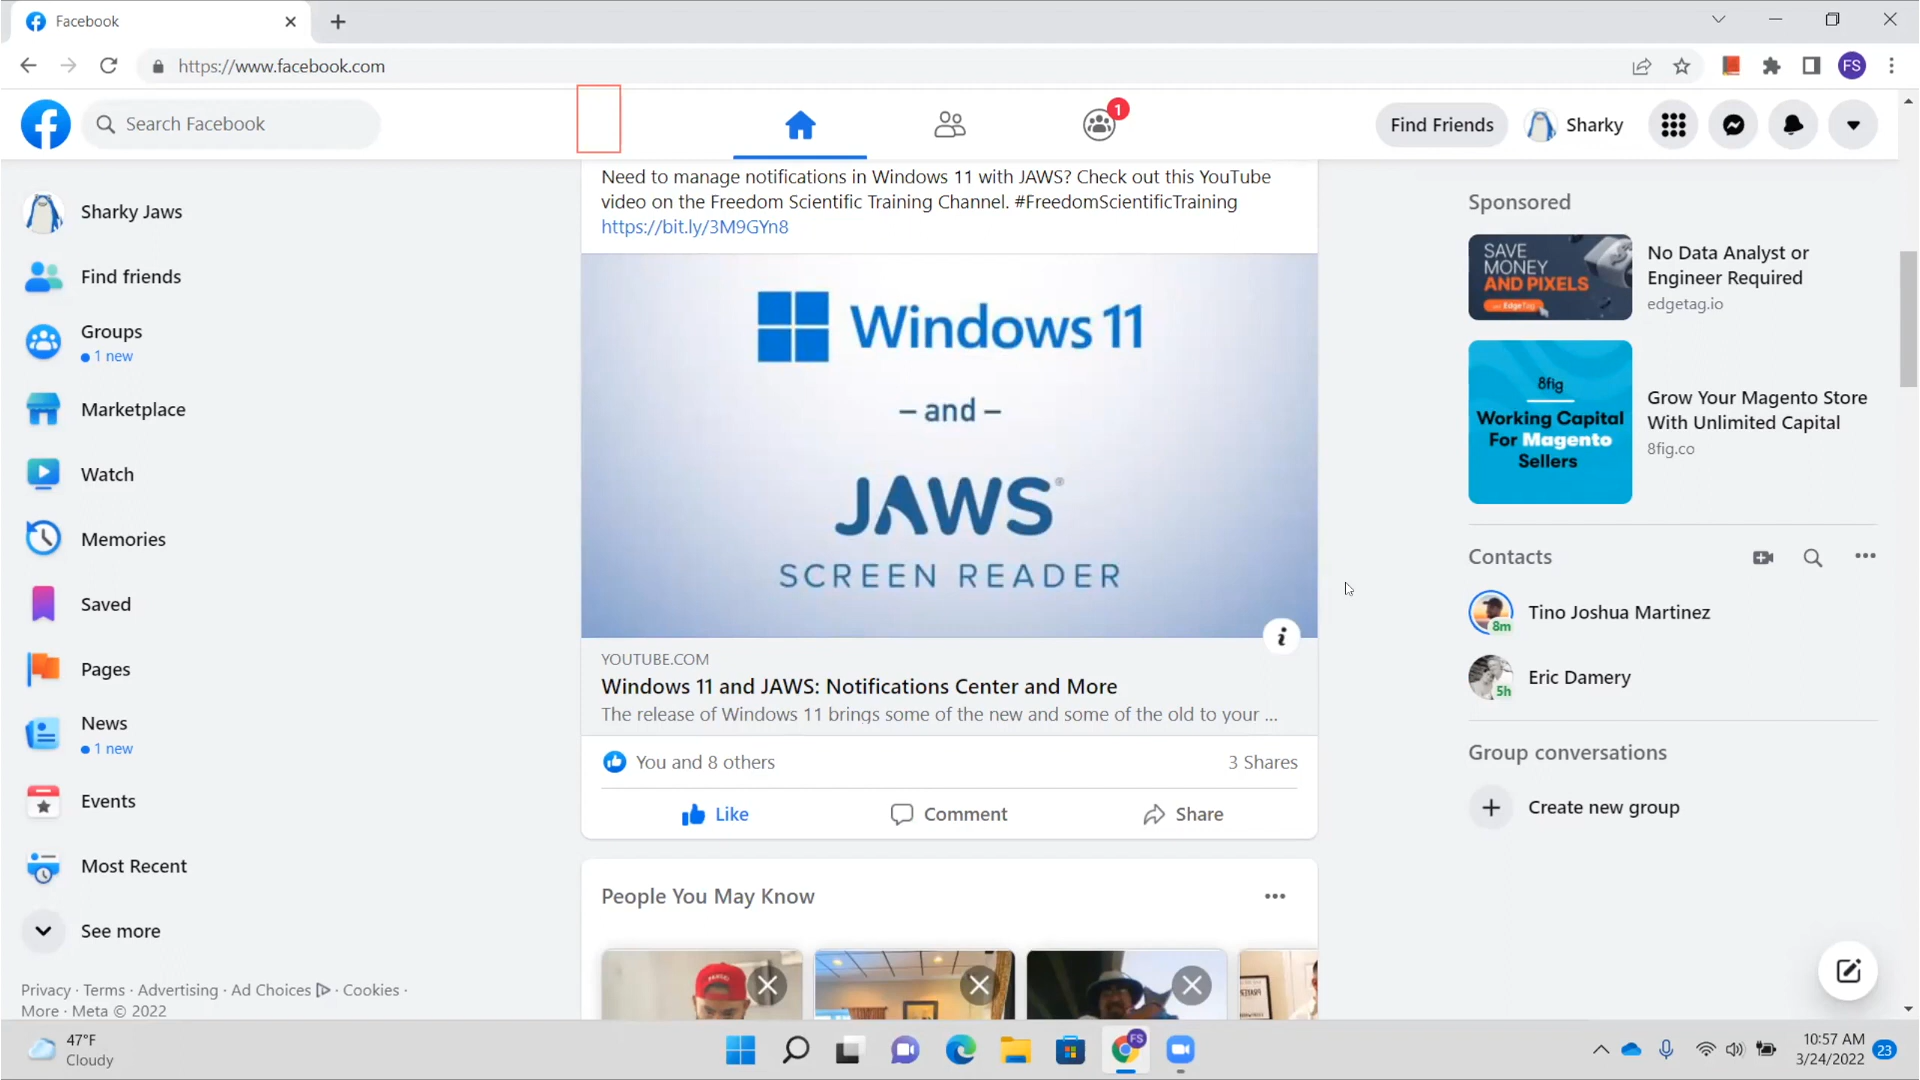 Facebook
https://www.facebook.com
FS
Search Facebook
1
Find Friends
Sharky
Sharky Jaws
Find friends
Groups
1 new
Marketplace
Watch
Memories
Saved
Pages
News
1 new
Events
Most Recent
See more
Privacy · Terms · Advertising · Ad Choices · Cookies ·
More · Meta © 2022
Need to manage notifications in Windows 11 with JAWS? Check out this YouTube
video on the Freedom Scientific Training Channel. #FreedomScientificTraining
https://bit.ly/3M9GYn8
Windows 11
– and –
JAWS®
SCREEN READER
i
YOUTUBE.COM
Windows 11 and JAWS: Notifications Center and More
The release of Windows 11 brings some of the new and some of the old to your ...
You and 8 others
3 Shares
Like
Comment
Share
People You May Know
Sponsored
SAVE
MONEY
AND PIXELS
EdgeTag
No Data Analyst or
Engineer Required
edgetag.io
8fig
Working Capital
For Magento
Sellers
Grow Your Magento Store
With Unlimited Capital
8fig.co
Contacts
8m
Tino Joshua Martinez
5h
Eric Damery
Group conversations
Create new group
47°F
Cloudy
FS
10:57 AM
3/24/2022
23